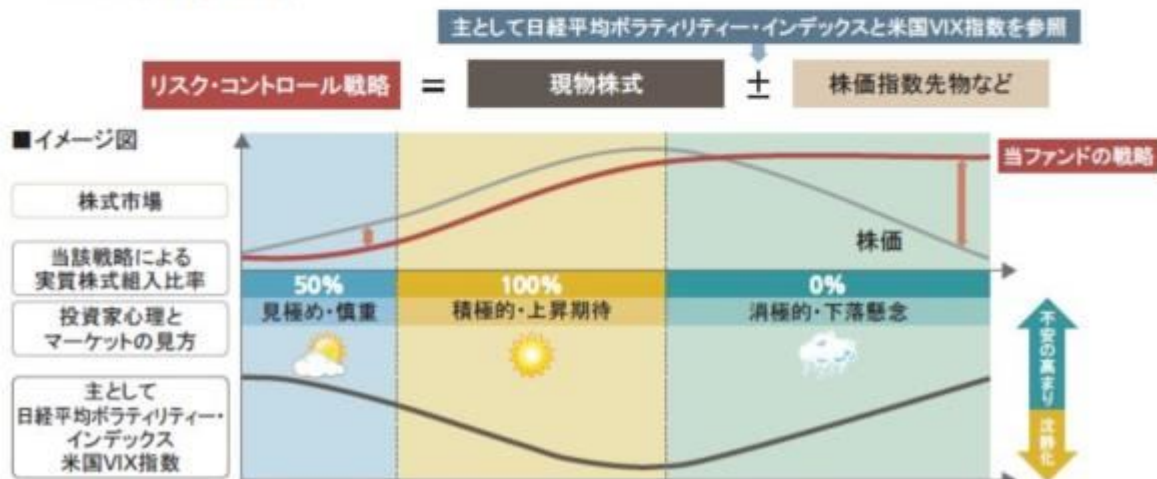 主として日経平均ボラティリティー・インデックスと米国VIX指数を参照
リスク・コントロール戦略 = 現物株式 ± 株価指数先物など
■イメージ図
当ファンドの戦略
株式市場
株価
当該戦略による
実質株式組入比率
50% 100% 0%
投資家心理と
マーケットの見方
見極め・慎重 積極的・上昇期待 消極的・下落懸念
主として
日経平均ボラティリティー・
インデックス
米国VIX指数
不安の高まり
沈静化